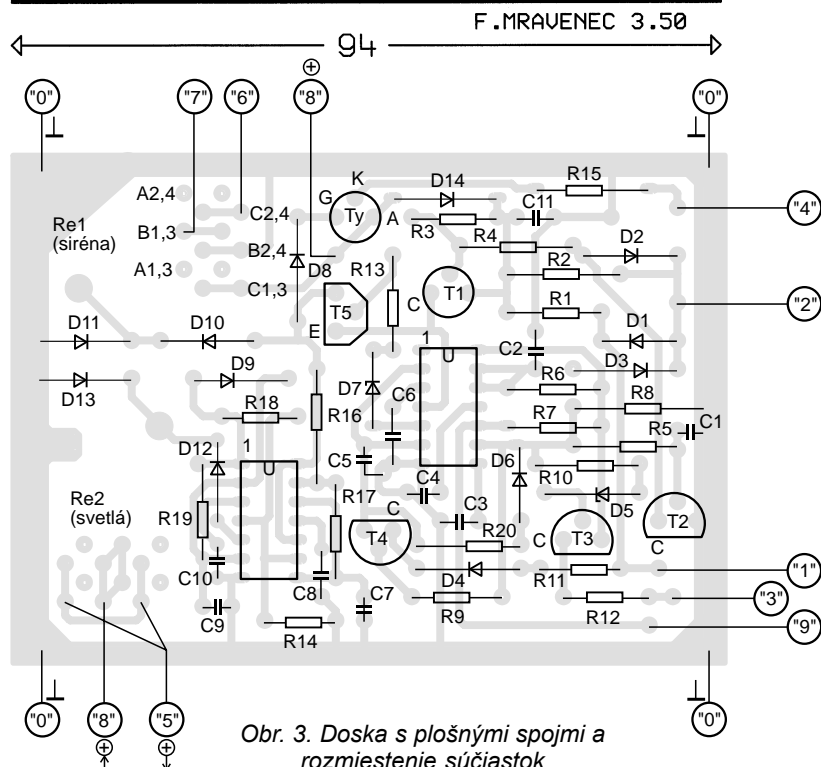 F.MRAVENEC 3.50
94
"0" "7" "6" ⊕ "8" "0"
A2,4
K
G
Ty
A
D14
R15
"4"
Re1
(siréna)
B1,3
C2,4
R3
C11
R4
D2
A1,3
B2,4
D8
R13
R2
C1,3
T5
C
T1
R1
"2"
E
D11
D10
1
U
C2
D1
D3
D13
D9
D7
C6
R6
R8
R18
R16
R7
C1
D12
1
U
C5
D6
R5
R10
C4
Re2
(svetlá)
R19
R17
C
T4
C3
D5
T2
C
R20
C
T3
C10
C8
D4
R11
"1"
C9
C7
R9
R12
"3"
R14
"9"
"0" "8" "5" "0"
⊕ ⊕
Obr. 3. Doska s plošnými spojmi a
rozmiestenie súčiastok